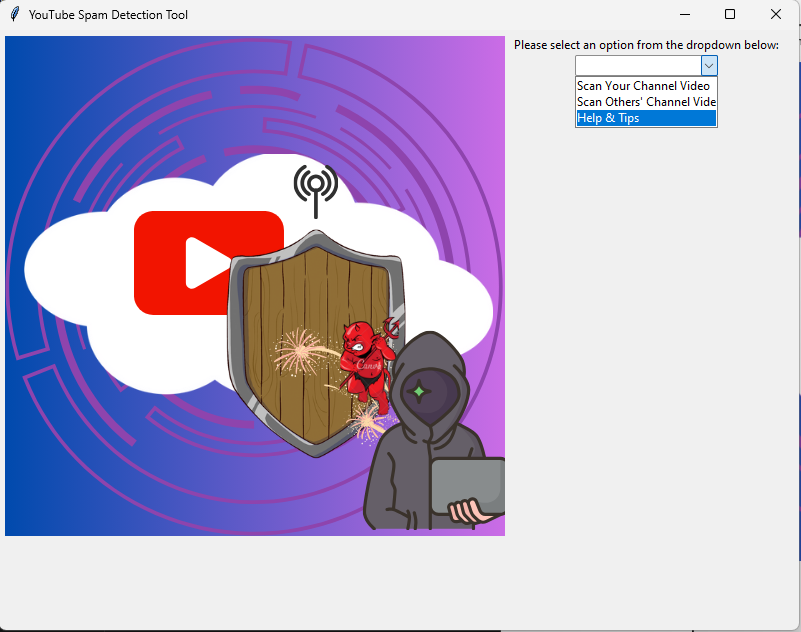 YouTube Spam Detection Tool
Please select an option from the dropdown below:
Scan Your Channel Video
Scan Others' Channel Vide
Help & Tips
Canva